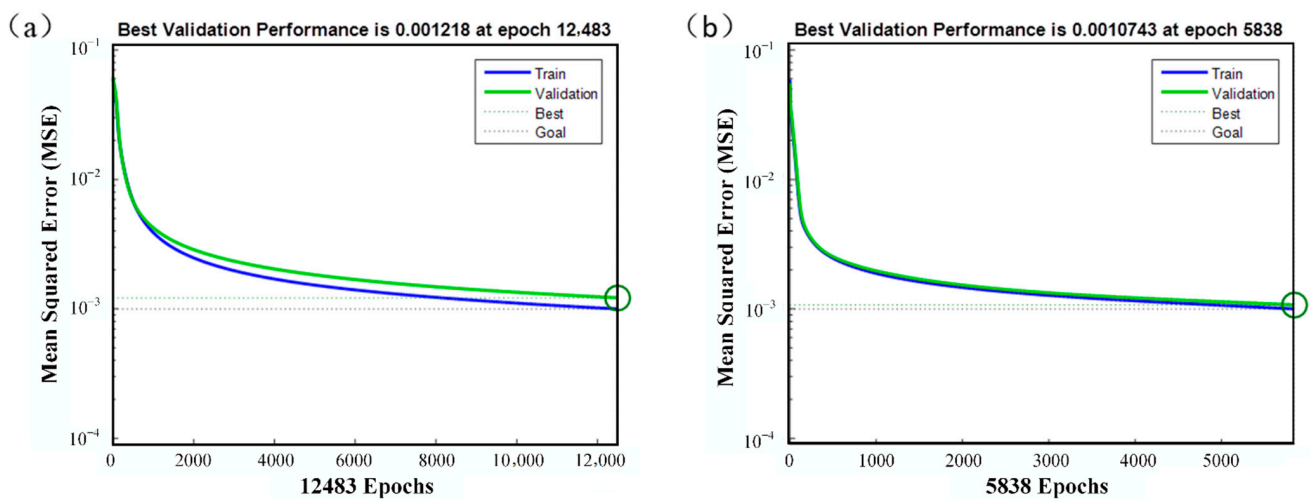 (a)
Best Validation Performance is 0.001218 at epoch 12,483
Mean Squared Error (MSE)
10⁻¹
10⁻²
10⁻³
10⁻⁴
Train
Validation
Best
Goal
0 2000 4000 6000 8000 10,000 12,000
12483 Epochs
(b)
Best Validation Performance is 0.0010743 at epoch 5838
Mean Squared Error (MSE)
10⁻¹
10⁻²
10⁻³
10⁻⁴
Train
Validation
Best
Goal
0 1000 2000 3000 4000 5000
5838 Epochs